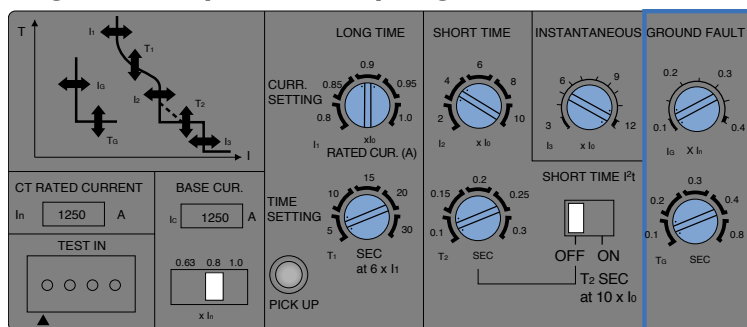 T
I₁
T₁
I₂
T₂
I₃
IG
TG
I
CT RATED CURRENT
In 1250 A
TEST IN
BASE CUR.
Ic 1250 A
0.63 0.8 1.0
x In
LONG TIME
CURR.
SETTING
0.8 0.85 0.9 0.95 1.0
I₁
xI₀
RATED CUR. (A)
TIME
SETTING
5 10 15 20 30
T₁ SEC
at 6 x I₁
PICK UP
SHORT TIME
2 4 6 8 10
I₂ x I₀
0.1 0.15 0.2 0.25 0.3
T₂ SEC
INSTANTANEOUS
3 6 9 12
I₃ x I₀
SHORT TIME I²t
OFF ON
T₂ SEC
at 10 x I₀
GROUND FAULT
0.1 0.2 0.3 0.4
IG X In
0.1 0.2 0.3 0.4 0.8
TG SEC